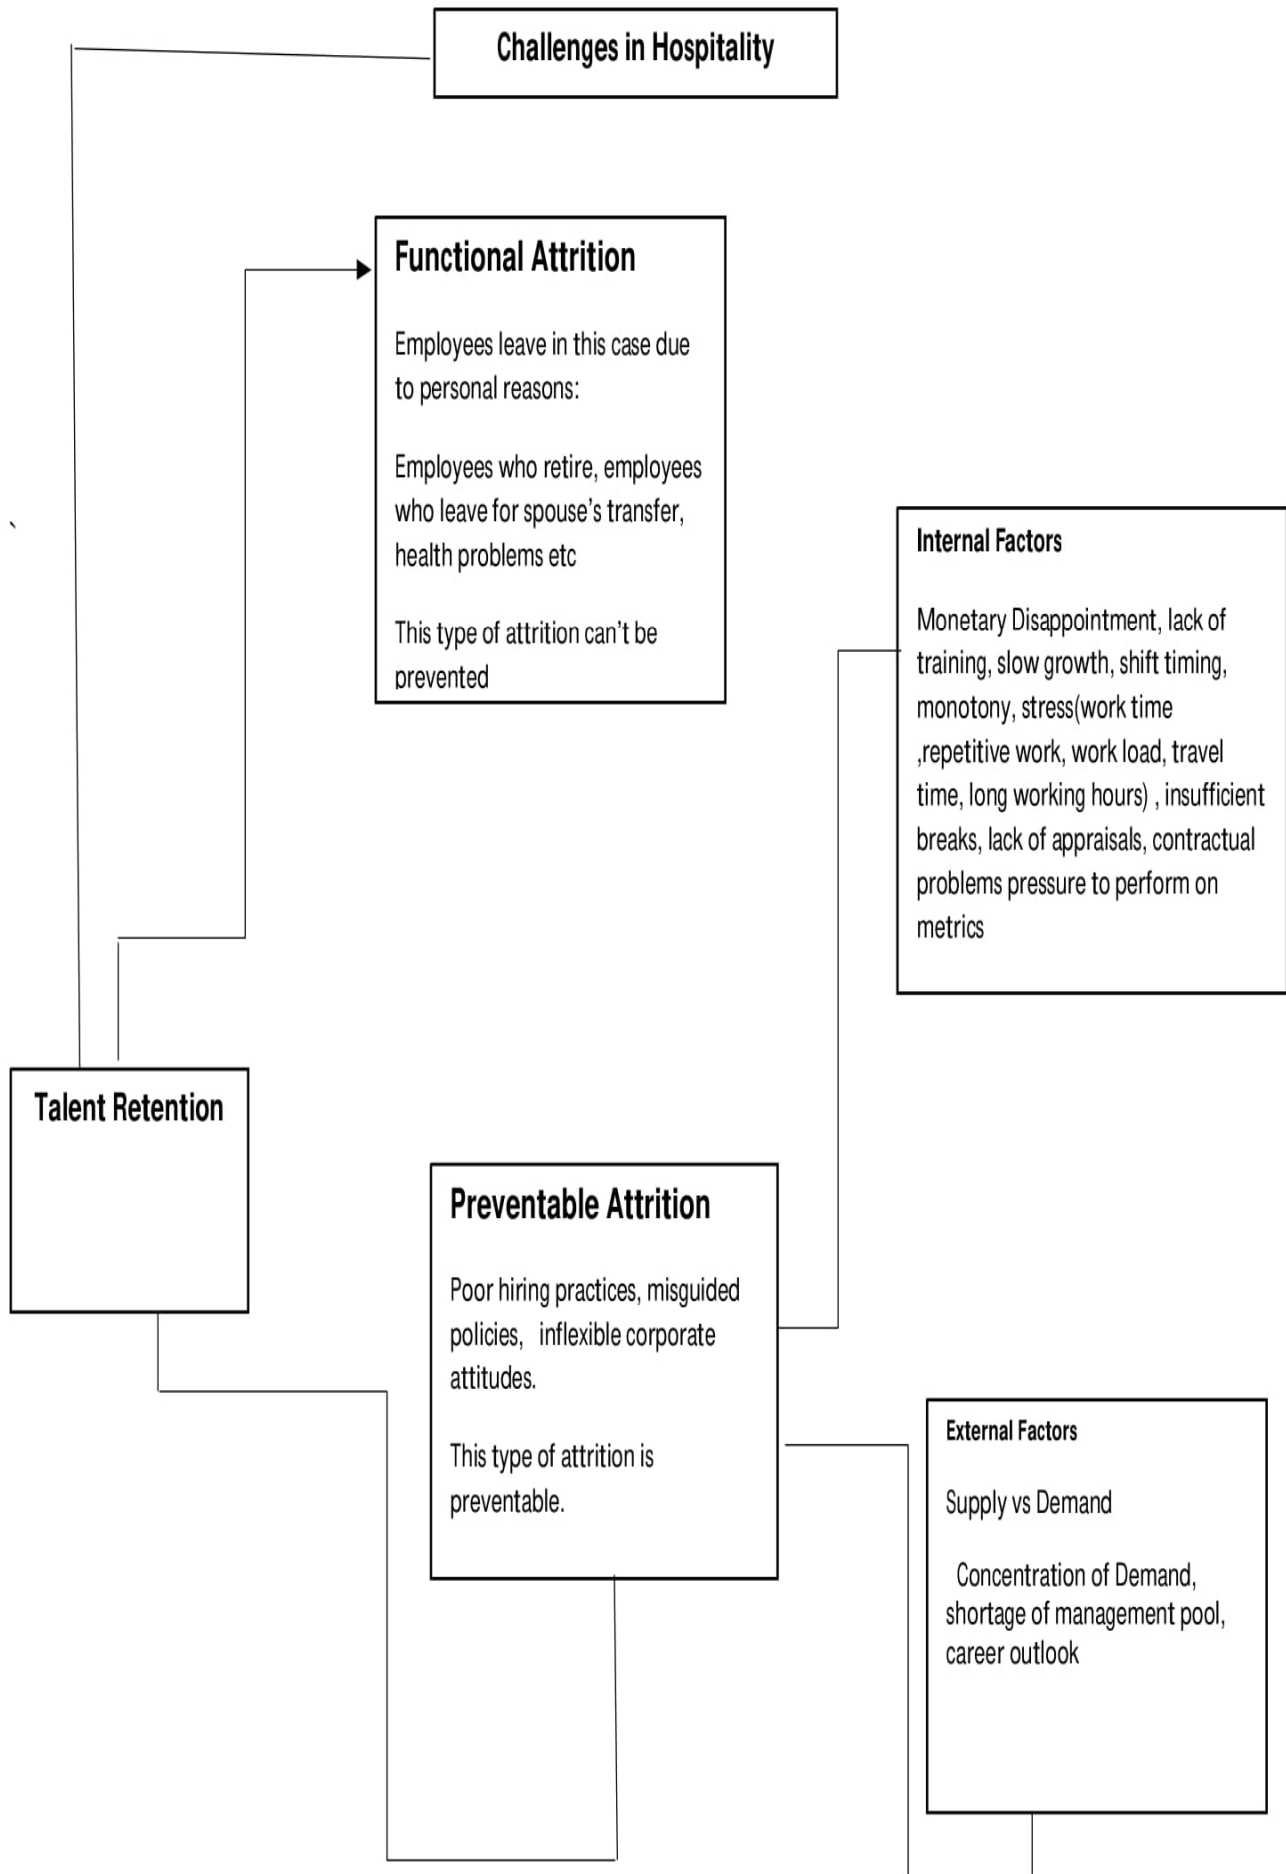 Challenges in Hospitality
Functional Attrition
Employees leave in this case due
to personal reasons:
Employees who retire, employees
who leave for spouse’s transfer,
health problems etc
This type of attrition can’t be
prevented
Internal Factors
Monetary Disappointment, lack of
training, slow growth, shift timing,
monotony, stress(work time
,repetitive work, work load, travel
time, long working hours) , insufficient
breaks, lack of appraisals, contractual
problems pressure to perform on
metrics
Talent Retention
Preventable Attrition
Poor hiring practices, misguided
policies,   inflexible corporate
attitudes.
This type of attrition is
preventable.
External Factors
Supply vs Demand
Concentration of Demand,
shortage of management pool,
career outlook